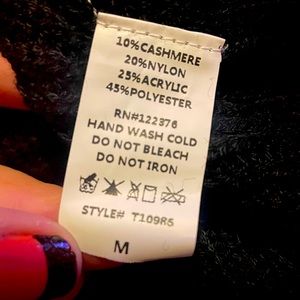 10%CASHMERE
20%NYLON
25%ACRYLIC
45%POLYESTER
RN#122376
HAND WASH COLD
DO NOT BLEACH
DO NOT IRON
STYLE# T109R6
M